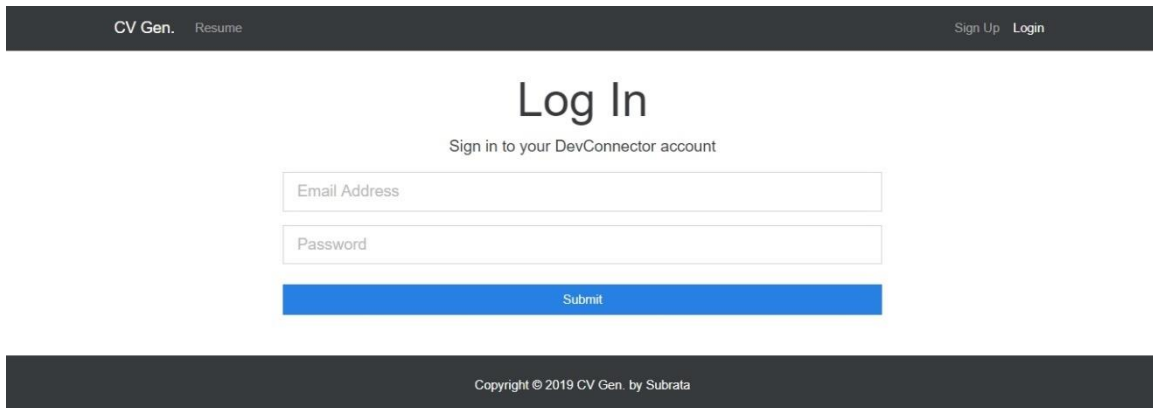 CV Gen. Resume Sign Up Login
Log In
Sign in to your DevConnector account
Email Address
Password
Submit
Copyright © 2019 CV Gen. by Subrata